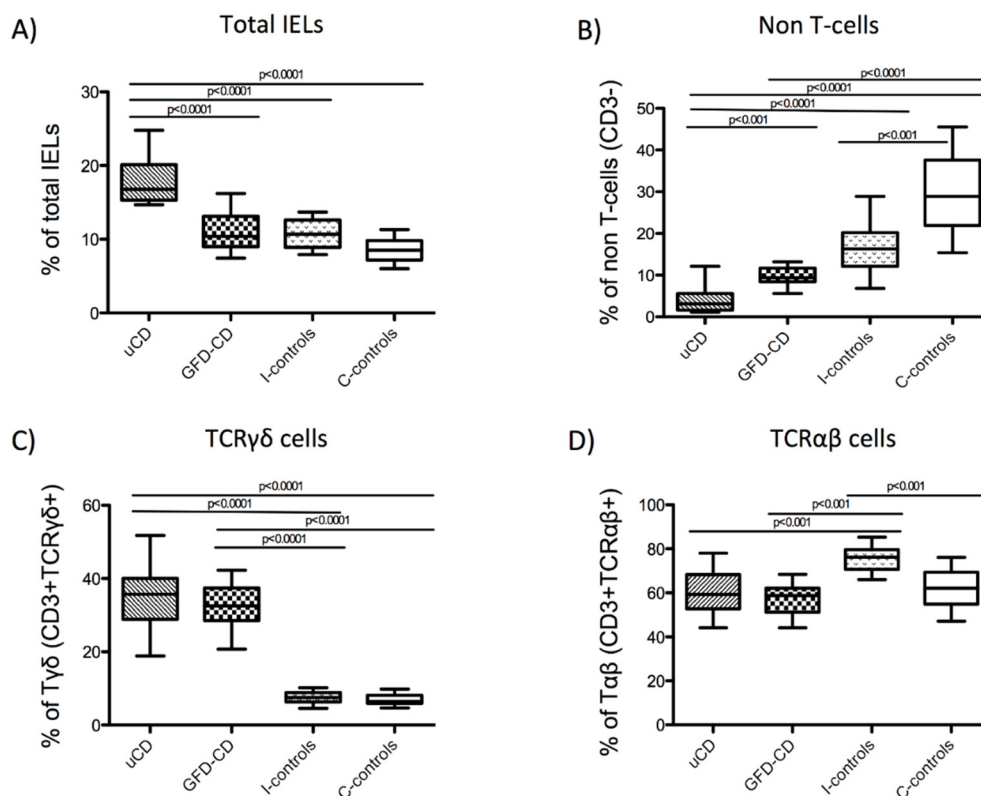 A)
Total IELs
p<0.0001
p<0.0001
p<0.0001
% of total IELs
30
20
10
0
uCD
GFD-CD
I-controls
C-controls
B)
Non T-cells
p<0.0001
p<0.0001
p<0.0001
p<0.001
p<0.001
% of non T-cells (CD3-)
50
40
30
20
10
0
uCD
GFD-CD
I-controls
C-controls
C)
TCRγδ cells
p<0.0001
p<0.0001
p<0.0001
p<0.0001
% of Tγδ (CD3+TCRγδ+)
60
40
20
0
uCD
GFD-CD
I-controls
C-controls
D)
TCRαβ cells
p<0.001
p<0.0001
p<0.001
% of Tαβ (CD3+TCRαβ+)
100
80
60
40
20
0
uCD
GFD-CD
I-controls
C-controls